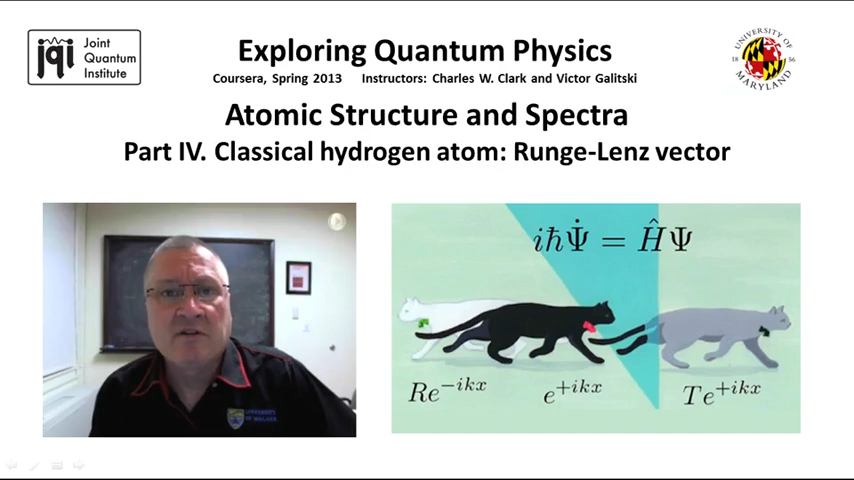 jqi
Joint
Quantum
Institute
Exploring Quantum Physics
Coursera, Spring 2013 Instructors: Charles W. Clark and Victor Galitski
UNIVERSITY OF
18 56
MARYLAND
Atomic Structure and Spectra
Part IV. Classical hydrogen atom: Runge-Lenz vector
iħΨ̇ = ĤΨ
Re^{-ikx} e^{+ikx} Te^{+ikx}